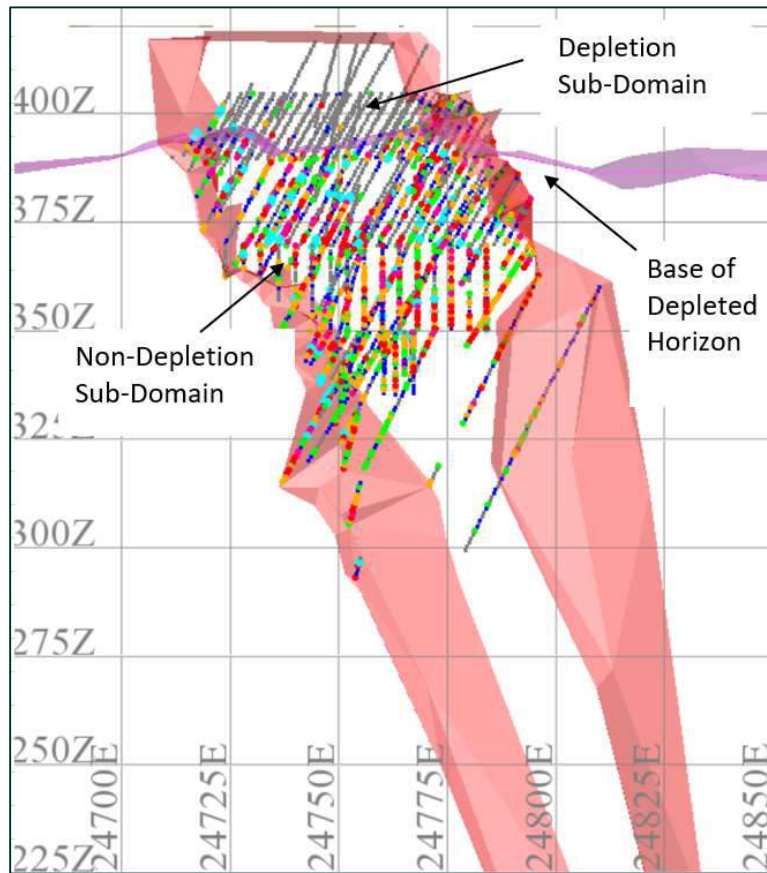 Depletion
Sub-Domain
400Z
375Z
Base of
Depleted
Horizon
350Z
Non-Depletion
Sub-Domain
325Z
300Z
275Z
250Z
225Z
24700E
24725E
24750E
24775E
24800E
24825E
24850E